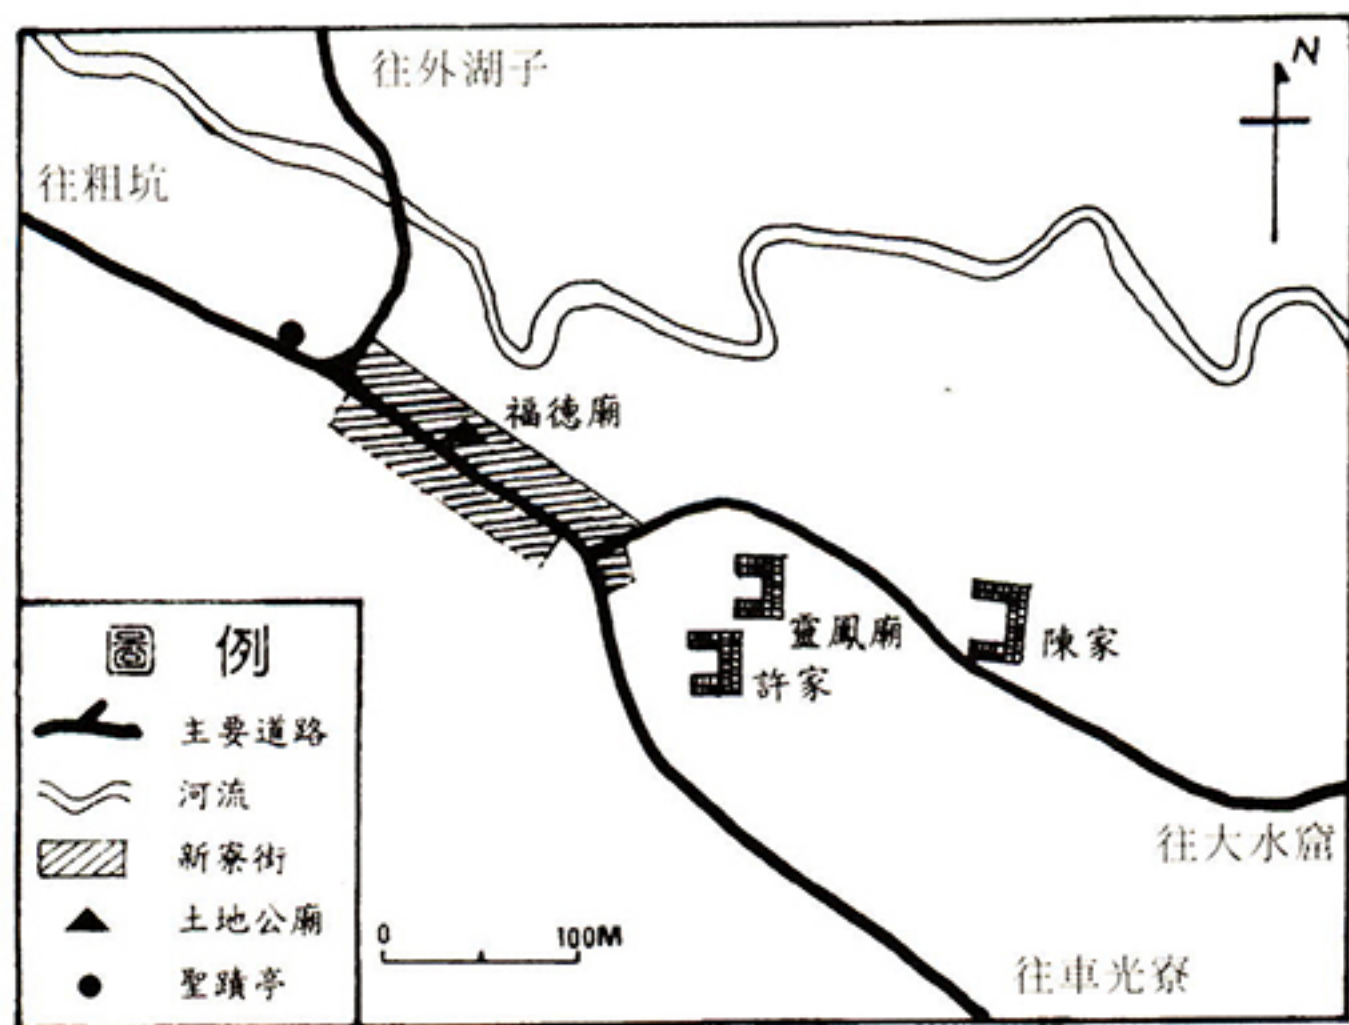 往外湖子
N
往粗坑
福德廟
靈鳳廟
陳家
許家
圖 例
主要道路
河流
新寮街
土地公廟
聖蹟亭
0 100M
往大水窟
往車光寮